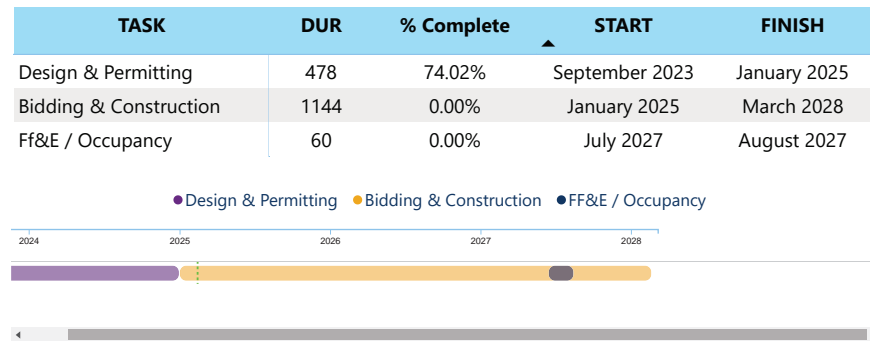 TASK DUR % Complete START FINISH
Design & Permitting 478 74.02% September 2023 January 2025
Bidding & Construction 1144 0.00% January 2025 March 2028
Ff&E / Occupancy 60 0.00% July 2027 August 2027
Design & Permitting Bidding & Construction FF&E / Occupancy
2024 2025 2026 2027 2028